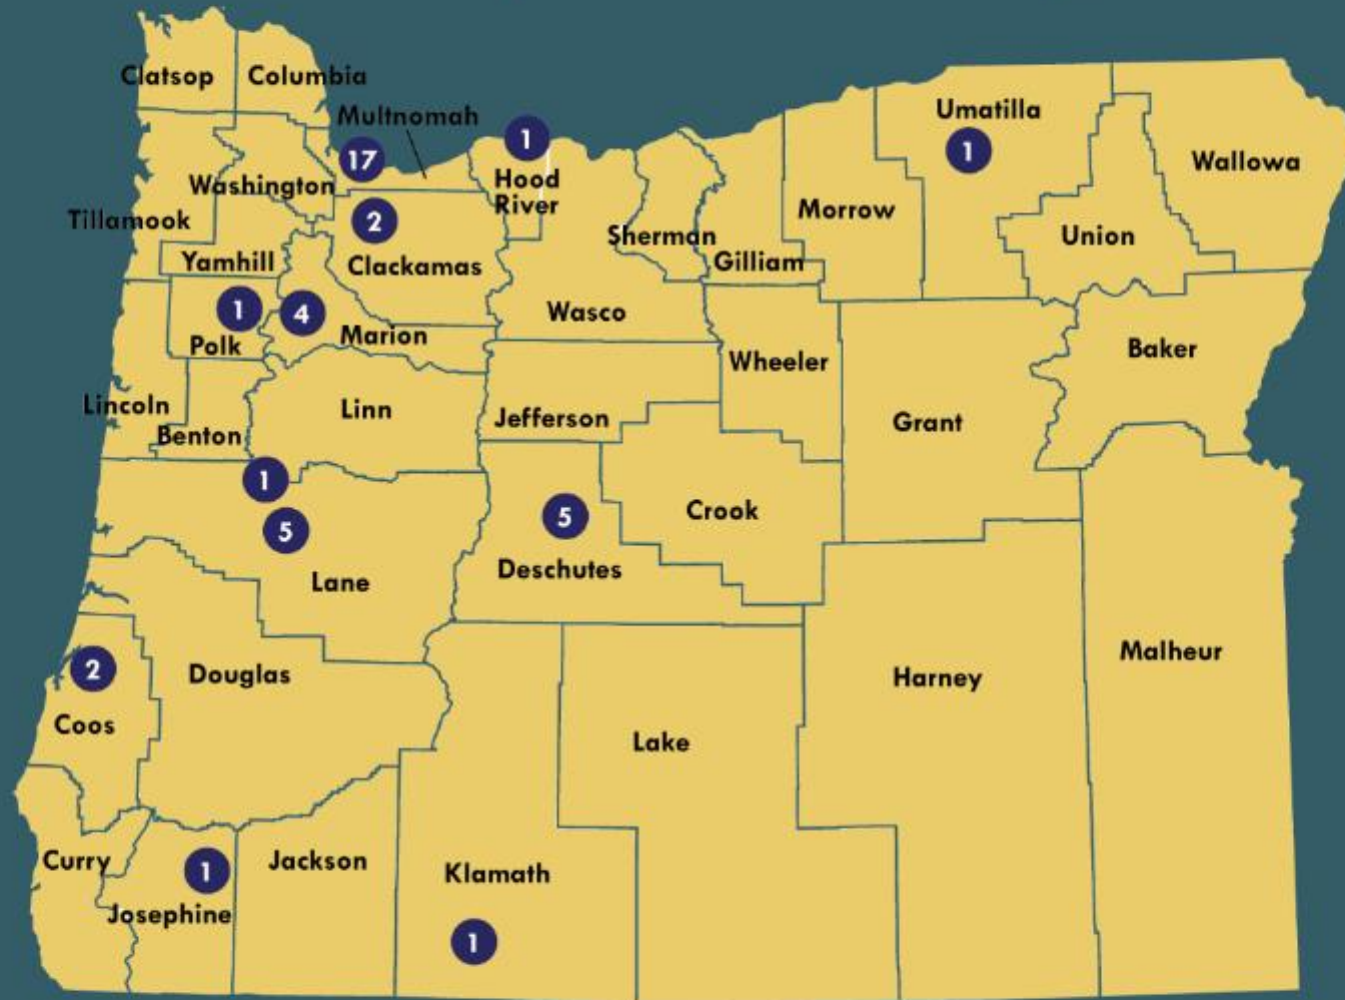 Clatsop
Columbia
Multnomah
Umatilla
1
17
1
Wallowa
Hood
River
Washington
Morrow
Tillamook
2
Sherman
Union
Yamhill
Clackamas
Gilliam
1
4
Wasco
Polk
Marion
Wheeler
Baker
Lincoln
Linn
Jefferson
Grant
Benton
1
5
5
Crook
Deschutes
Lane
2
Douglas
Malheur
Harney
Coos
Lake
Curry
1
Jackson
Klamath
Josephine
1